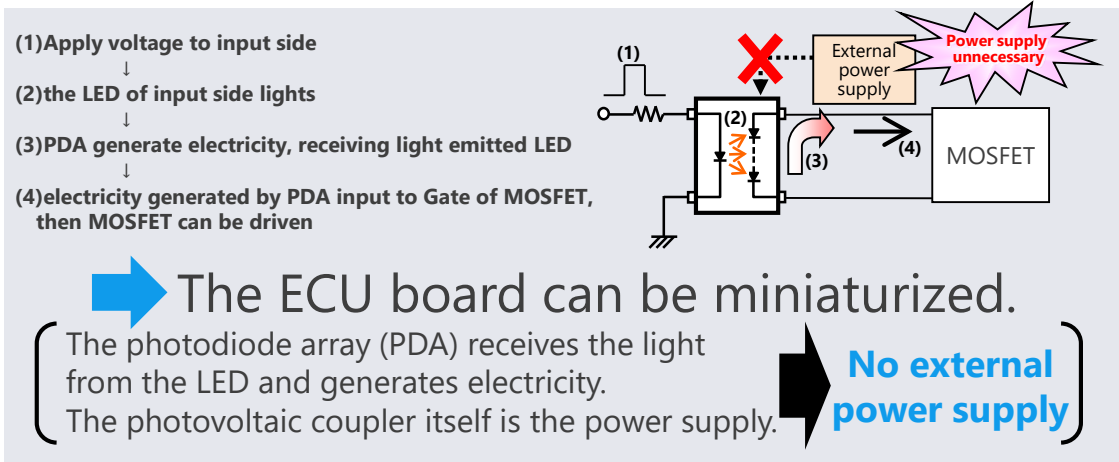 (1)Apply voltage to input side
↓
(2)the LED of input side lights
↓
(3)PDA generate electricity, receiving light emitted LED
↓
(4)electricity generated by PDA input to Gate of MOSFET,
then MOSFET can be driven
(1)
External
power
supply
Power supply
unnecessary
(2)
(3)
(4)
MOSFET
The ECU board can be miniaturized.
The photodiode array (PDA) receives the light
from the LED and generates electricity.
The photovoltaic coupler itself is the power supply.
No external
power supply